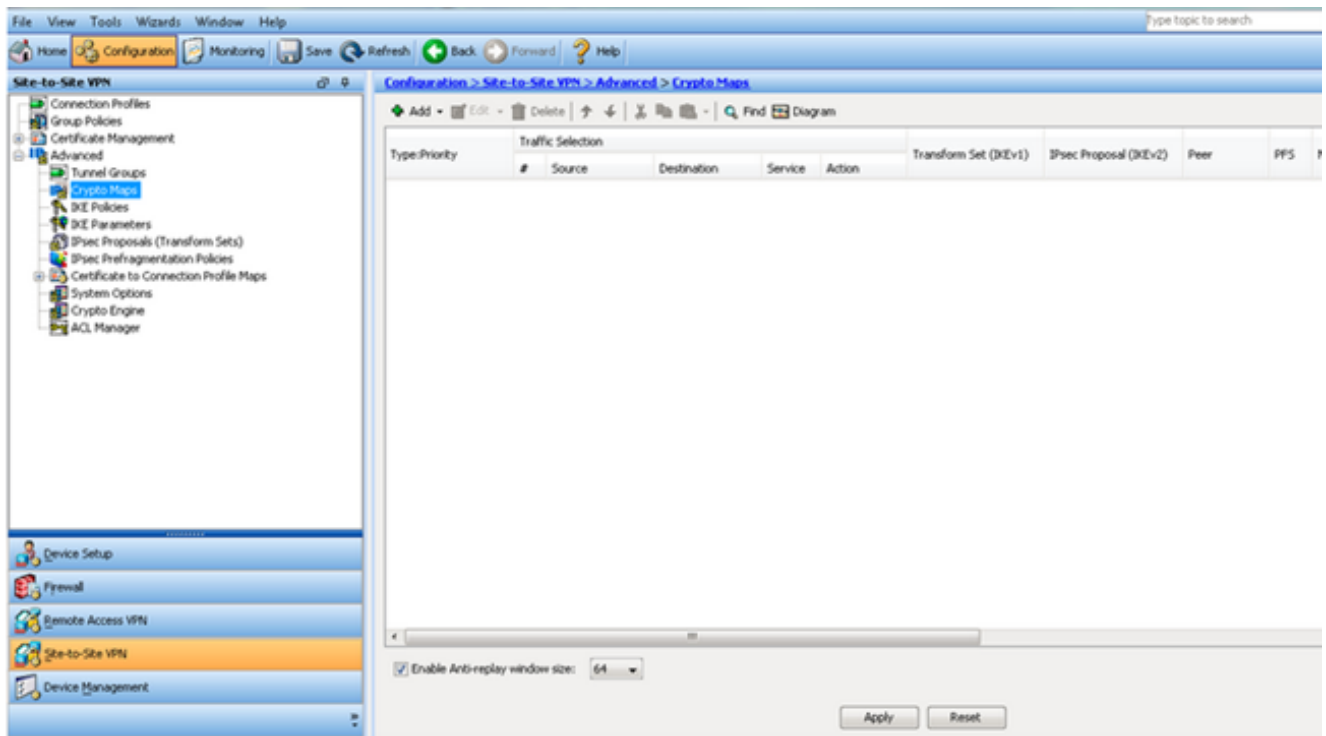 File View Tools Wizards Window Help
Type topic to search
Home Configuration Monitoring Save Refresh Back Forward Help
Site-to-Site VPN
Configuration > Site-to-Site VPN > Advanced > Crypto Maps
Connection Profiles
Group Policies
Certificate Management
Advanced
Tunnel Groups
Crypto Maps
IKE Policies
IKE Parameters
IPsec Proposals (Transform Sets)
IPsec Prefragmentation Policies
Certificate to Connection Profile Maps
System Options
Crypto Engine
ACL Manager
Add Edit Delete Find Diagram
Type:Priority
Traffic Selection
# Source Destination Service Action
Transform Set (IKEv1) IPsec Proposal (IKEv2) Peer PFS
Device Setup
Firewall
Remote Access VPN
Site-to-Site VPN
Device Management
Enable Anti-replay window size: 64
Apply Reset